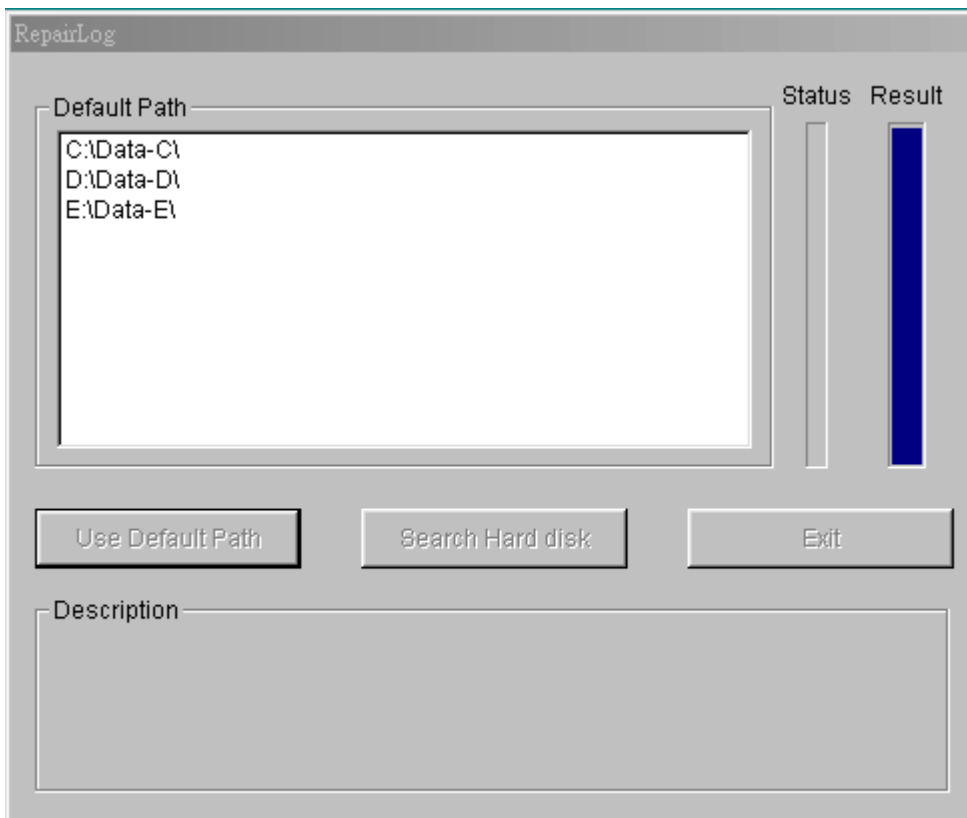 RepairLog
Status Result
Default Path
C:\Data-C\
D:\Data-D\
E:\Data-E\
Use Default Path
Search Hard disk
Exit
Description